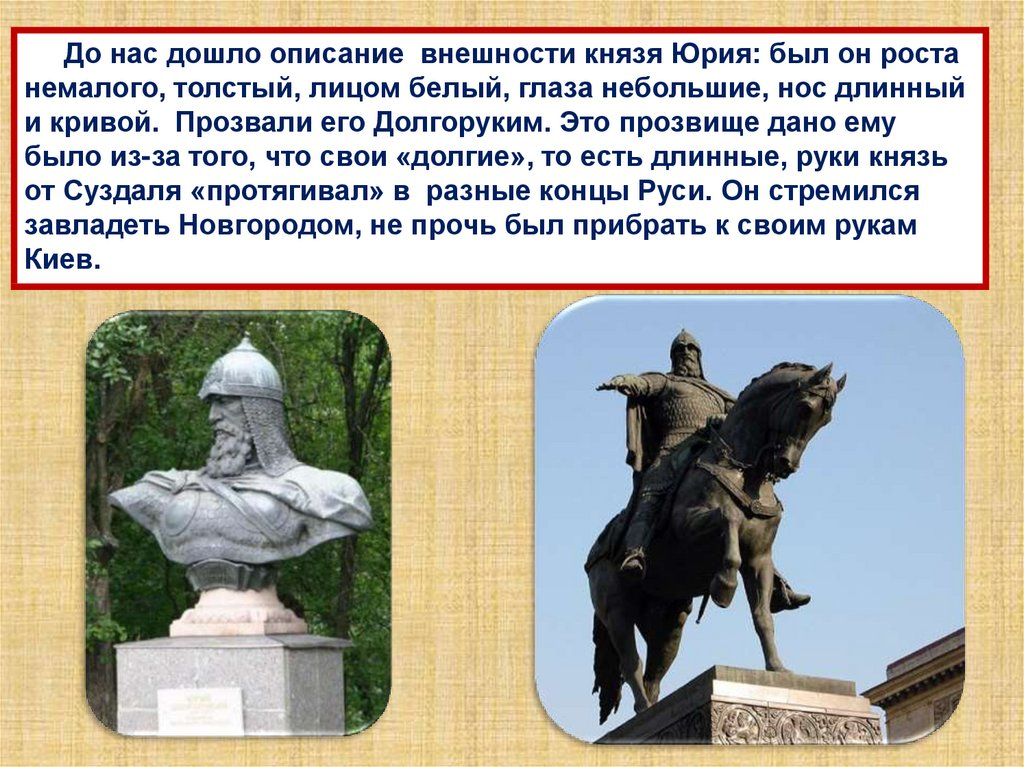 До нас дошло описание внешности князя Юрия: был он роста
немалого, толстый, лицом белый, глаза небольшие, нос длинный
и кривой. Прозвали его Долгоруким. Это прозвище дано ему
было из-за того, что свои «долгие», то есть длинные, руки князь
от Суздаля «протягивал» в разные концы Руси. Он стремился
завладеть Новгородом, не прочь был прибрать к своим рукам
Киев.